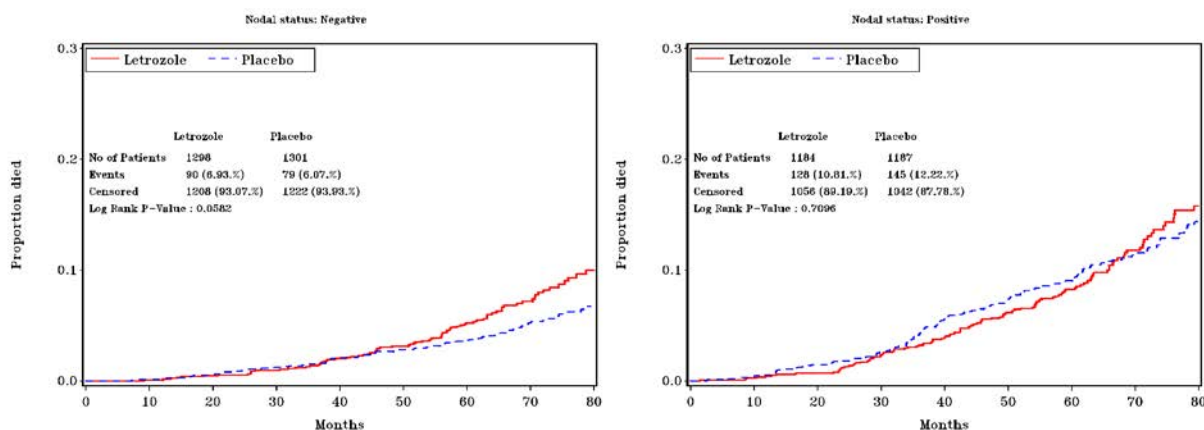 Nodal status: Negative
0.3
Letrozole Placebo
Letrozole Placebo
0.2
No of Patients 1298 1301
Events 90 (6.93.%) 79 (6.07.%)
Censored 1208 (93.07.%) 1222 (93.93.%)
Log Rank P-Value : 0.0582
Proportion died
0.1
0.0
0 10 20 30 40 50 60 70 80
Months
Nodal status: Positive
0.3
Letrozole Placebo
Letrozole Placebo
0.2
No of Patients 1184 1187
Events 128 (10.81.%) 145 (12.22.%)
Censored 1056 (89.19.%) 1042 (87.78.%)
Log Rank P-Value : 0.7096
Proportion died
0.1
0.0
0 10 20 30 40 50 60 70 80
Months